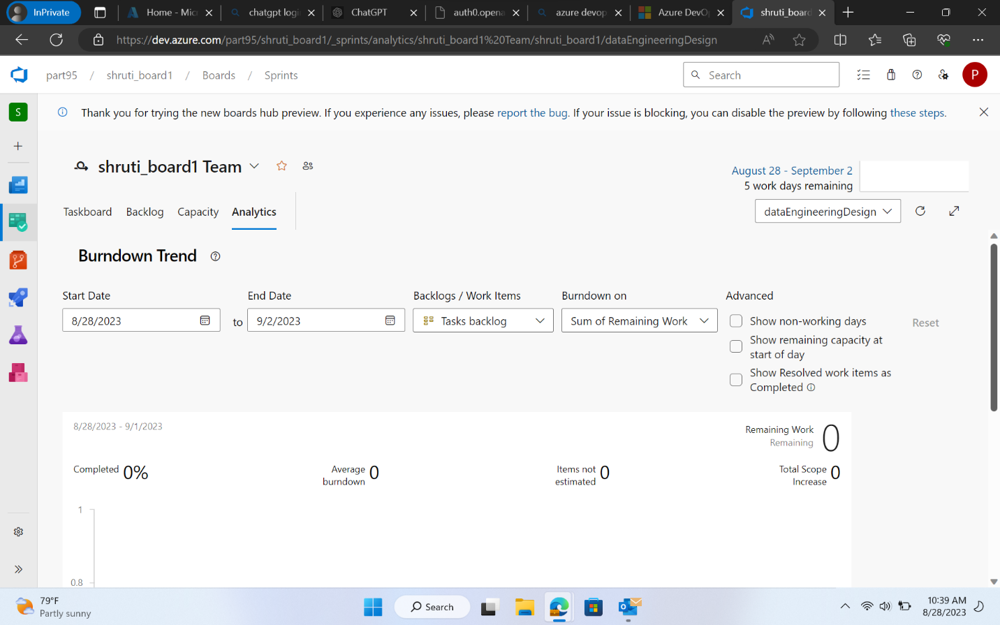 InPrivate
Home - Mic
chatgpt logi
ChatGPT
auth0.opena
azure devop
Azure DevOp
shruti_board
https://dev.azure.com/part95/shruti_board1/_sprints/analytics/shruti_board1%20Team/shruti_board1/dataEngineeringDesign
part95 / shruti_board1 / Boards / Sprints
Search
P
S
Thank you for trying the new boards hub preview. If you experience any issues, please report the bug. If your issue is blocking, you can disable the preview by following these steps.
shruti_board1 Team
August 28 - September 2
5 work days remaining
Taskboard Backlog Capacity Analytics
dataEngineeringDesign
Burndown Trend
Start Date
8/28/2023
to
End Date
9/2/2023
Backlogs / Work Items
Tasks backlog
Burndown on
Sum of Remaining Work
Advanced
Show non-working days
Show remaining capacity at
start of day
Show Resolved work items as
Completed
Reset
8/28/2023 - 9/1/2023
Remaining Work
Remaining
0
Completed 0%
Average
burndown
0
Items not
estimated
0
Total Scope
Increase
0
1
0.8
79°F
Partly sunny
Search
10:39 AM
8/28/2023